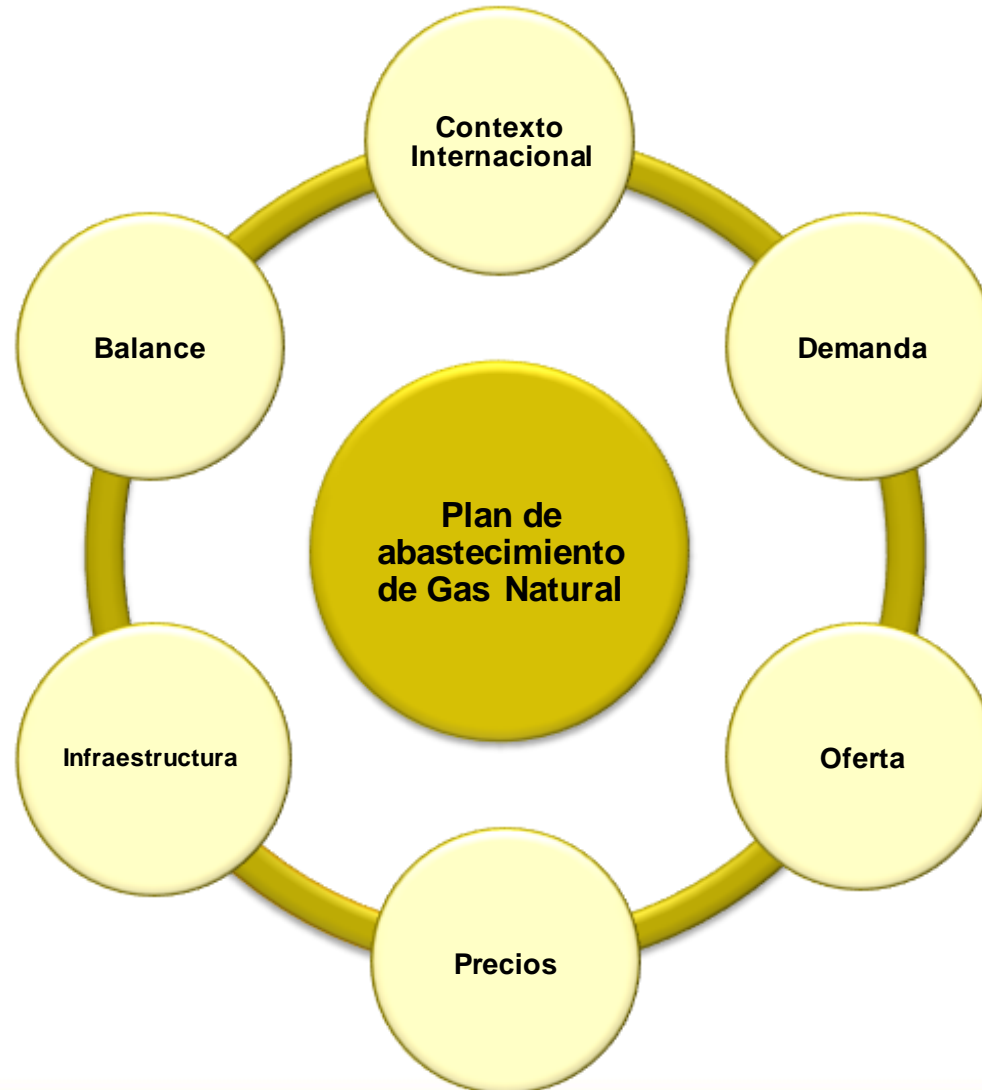 Contexto
Internacional
Balance
Demanda
Plan de
abastecimiento
de Gas Natural
Infraestructura
Oferta
Precios